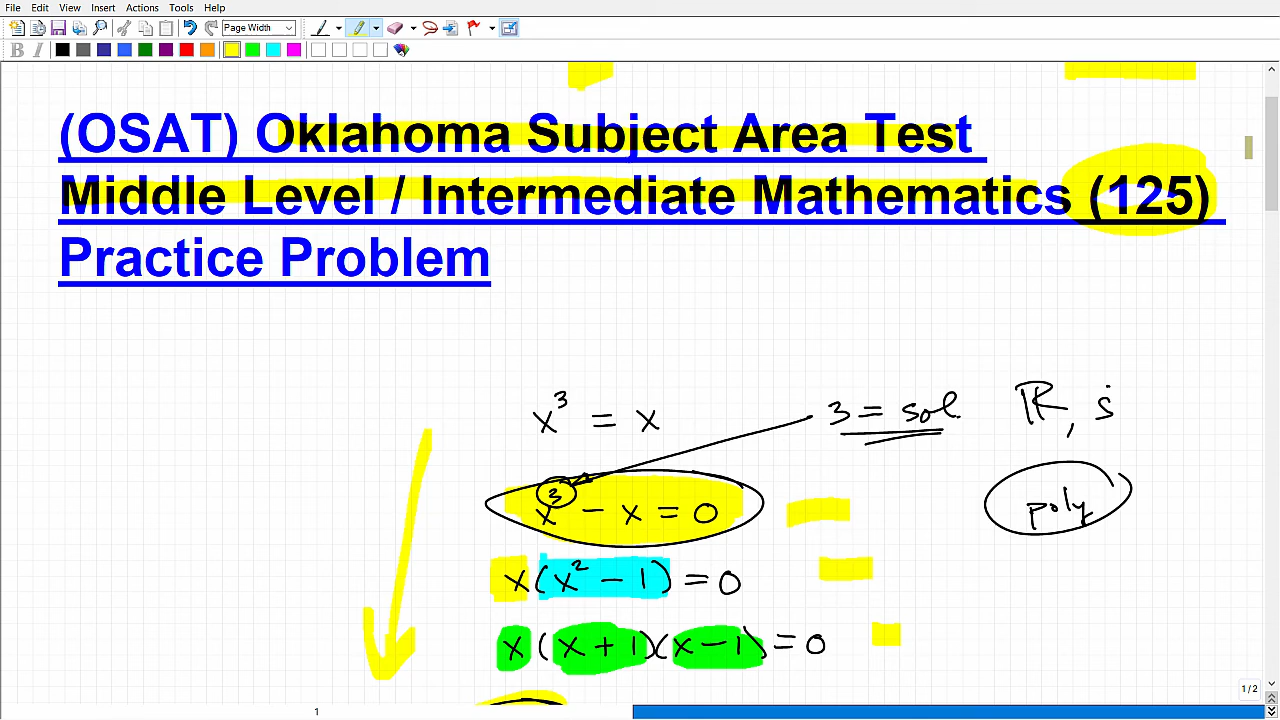 File Edit View Insert Actions Tools Help
Page Width
B I
(OSAT) Oklahoma Subject Area Test
Middle Level / Intermediate Mathematics (125)
Practice Problem
x³ = x 3 = sol. ℝ, i
x³ - x = 0 poly
x(x² - 1) = 0
x(x + 1)(x - 1) = 0
1/2
1